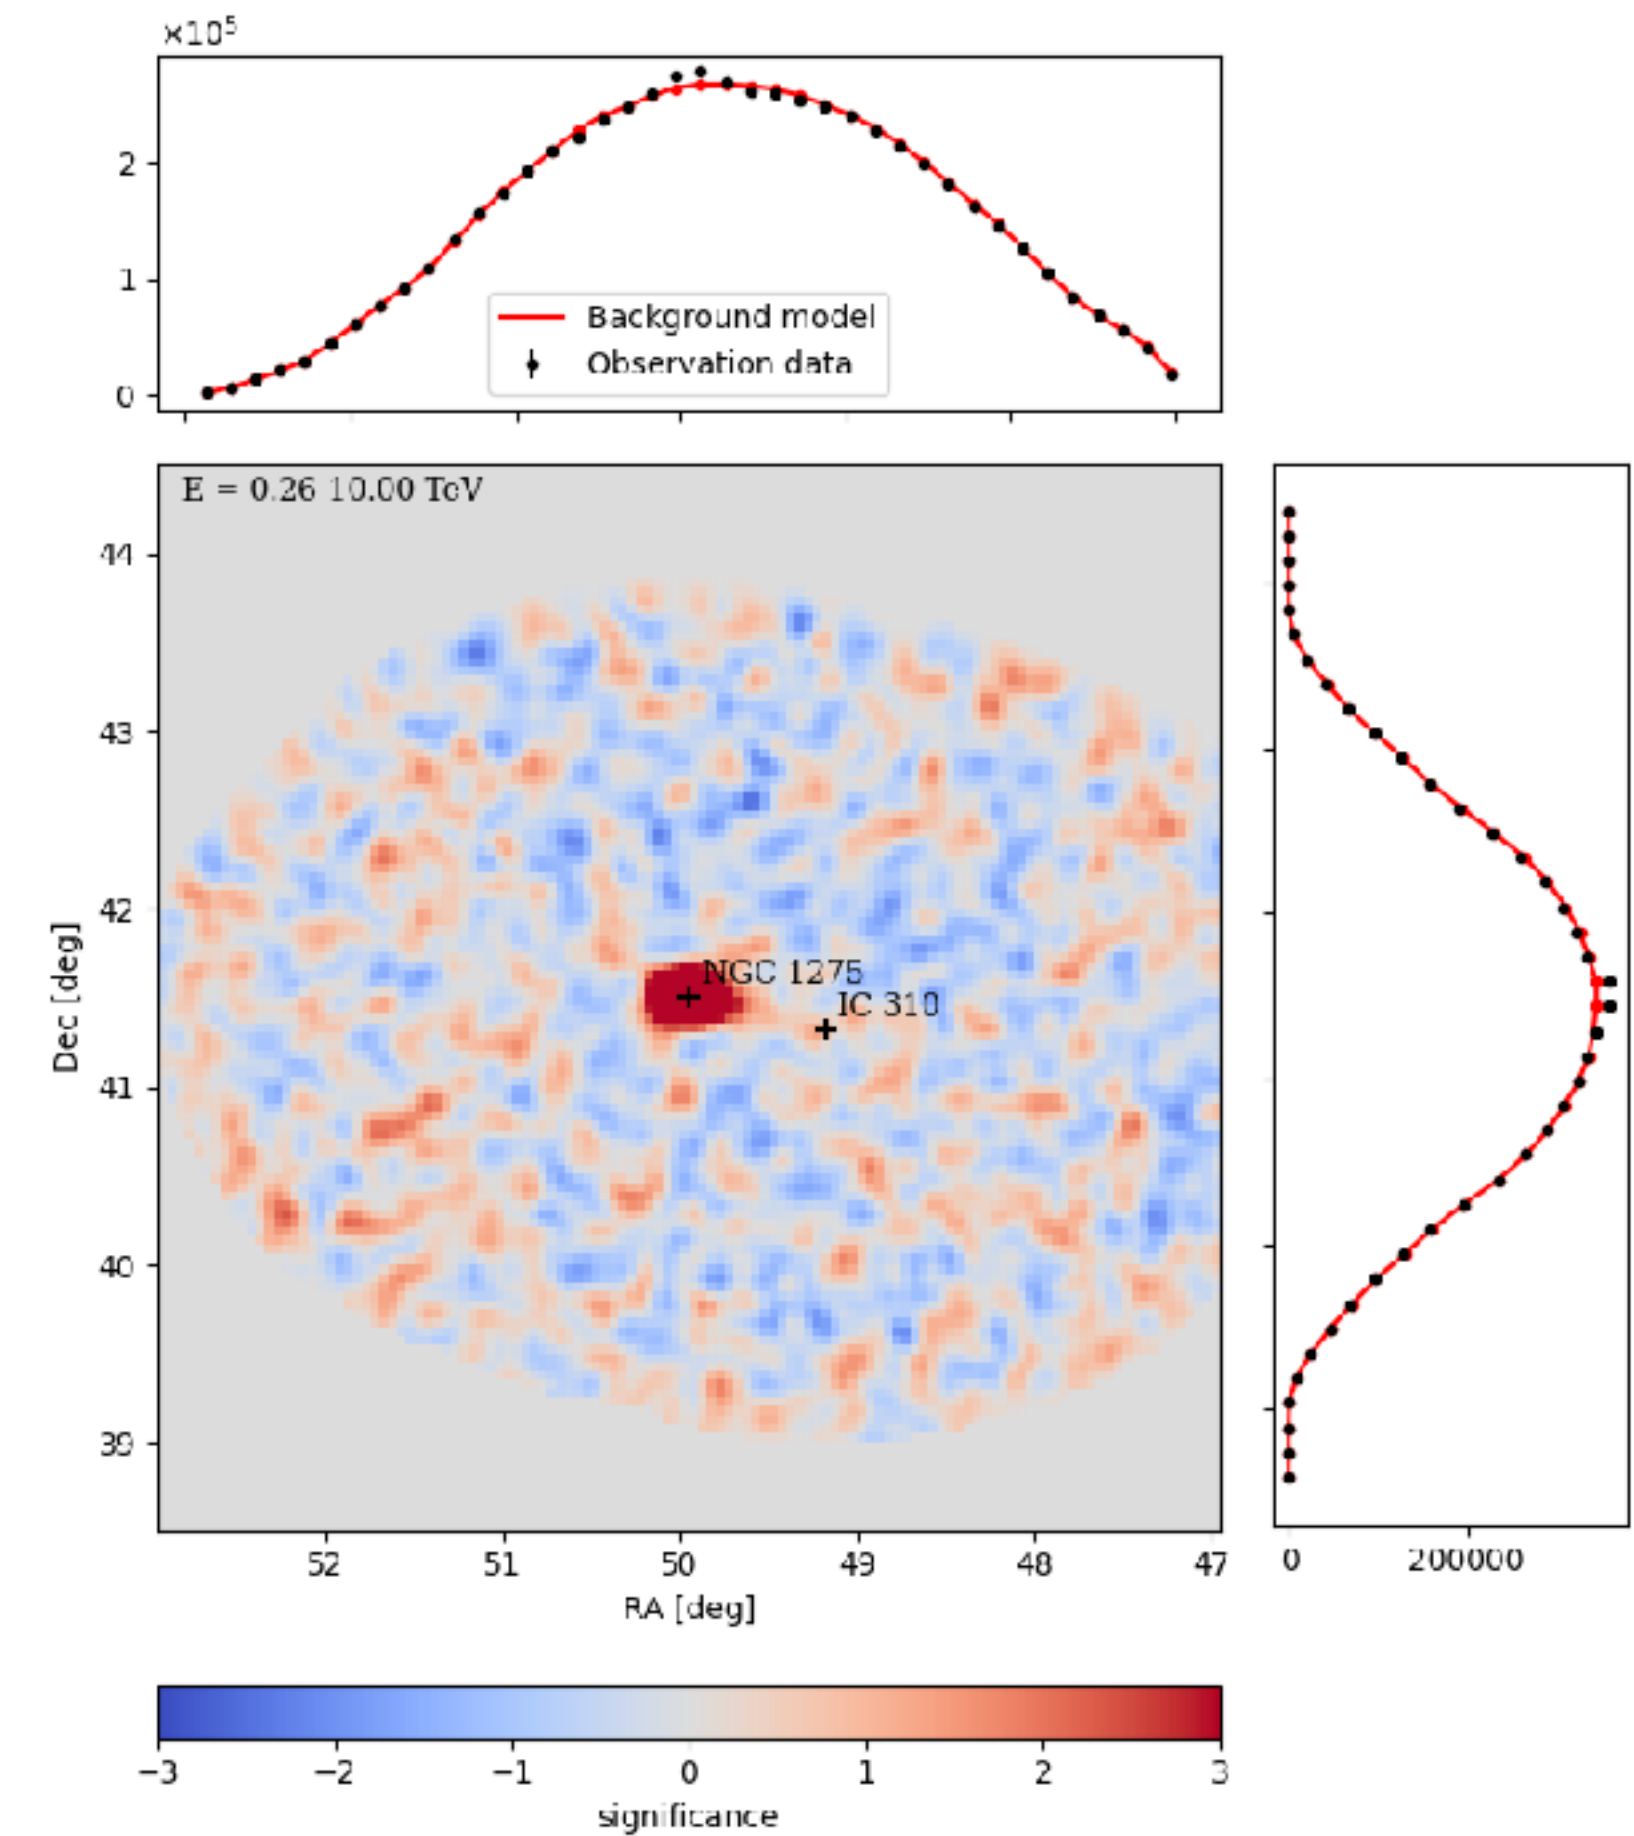 ×10⁵
2
1
0
Background model
Observation data
E = 0.26 10.00 TeV
44
43
42
41
40
39
Dec [deg]
NGC 1275
IC 310
52 51 50 49 48 47
RA [deg]
0 200000
−3 −2 −1 0 1 2 3
significance